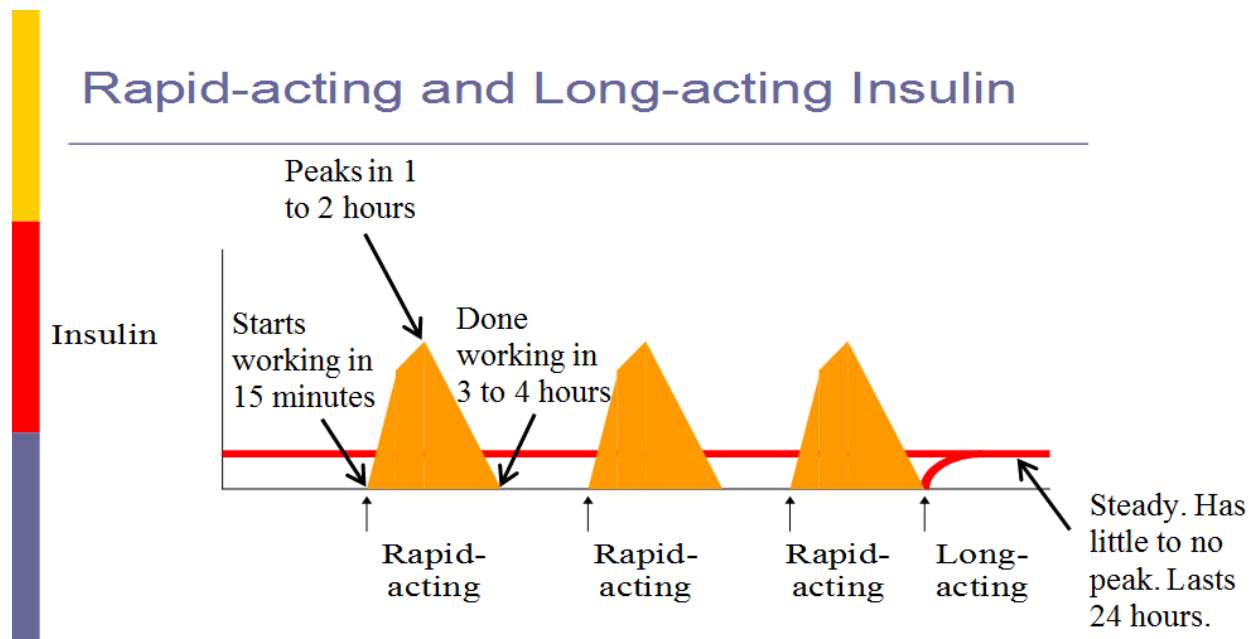 Rapid-acting and Long-acting Insulin
Peaks in 1
to 2 hours
Insulin
Starts
working in
15 minutes
Done
working in
3 to 4 hours
Rapid-
acting
Rapid-
acting
Rapid-
acting
Long-
acting
Steady. Has
little to no
peak. Lasts
24 hours.